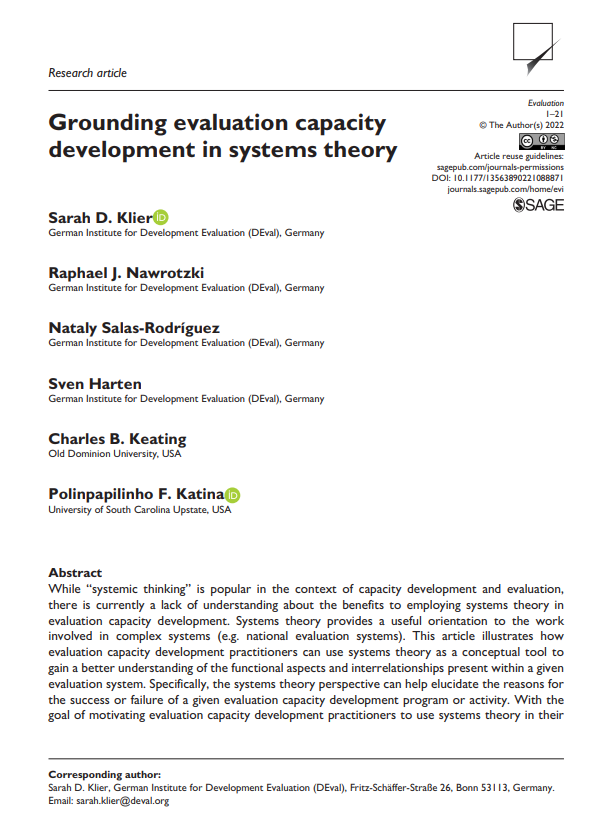 Research article
Evaluation
1–21
© The Author(s) 2022
Article reuse guidelines:
sagepub.com/journals-permissions
DOI: 10.1177/13563890221088871
journals.sagepub.com/home/evi
SAGE
Grounding evaluation capacity
development in systems theory
Sarah D. Klier
German Institute for Development Evaluation (DEval), Germany
Raphael J. Nawrotzki
German Institute for Development Evaluation (DEval), Germany
Nataly Salas-Rodríguez
German Institute for Development Evaluation (DEval), Germany
Sven Harten
German Institute for Development Evaluation (DEval), Germany
Charles B. Keating
Old Dominion University, USA
Polinpapilinho F. Katina
University of South Carolina Upstate, USA
Abstract
While “systemic thinking” is popular in the context of capacity development and evaluation,
there is currently a lack of understanding about the benefits to employing systems theory in
evaluation capacity development. Systems theory provides a useful orientation to the work
involved in complex systems (e.g. national evaluation systems). This article illustrates how
evaluation capacity development practitioners can use systems theory as a conceptual tool to
gain a better understanding of the functional aspects and interrelationships present within a given
evaluation system. Specifically, the systems theory perspective can help elucidate the reasons for
the success or failure of a given evaluation capacity development program or activity. With the
goal of motivating evaluation capacity development practitioners to use systems theory in their
Corresponding author:
Sarah D. Klier, German Institute for Development Evaluation (DEval), Fritz-Schäffer-Straße 26, Bonn 53113, Germany.
Email: sarah.klier@deval.org